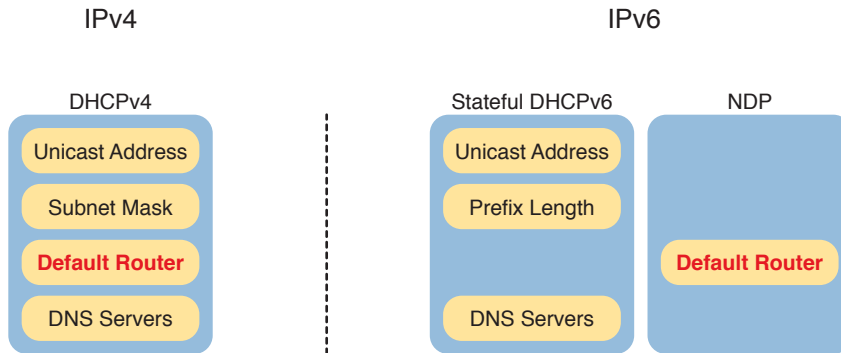 IPv4
DHCPv4
Unicast Address
Subnet Mask
Default Router
DNS Servers
IPv6
Stateful DHCPv6
Unicast Address
Prefix Length
DNS Servers
NDP
Default Router